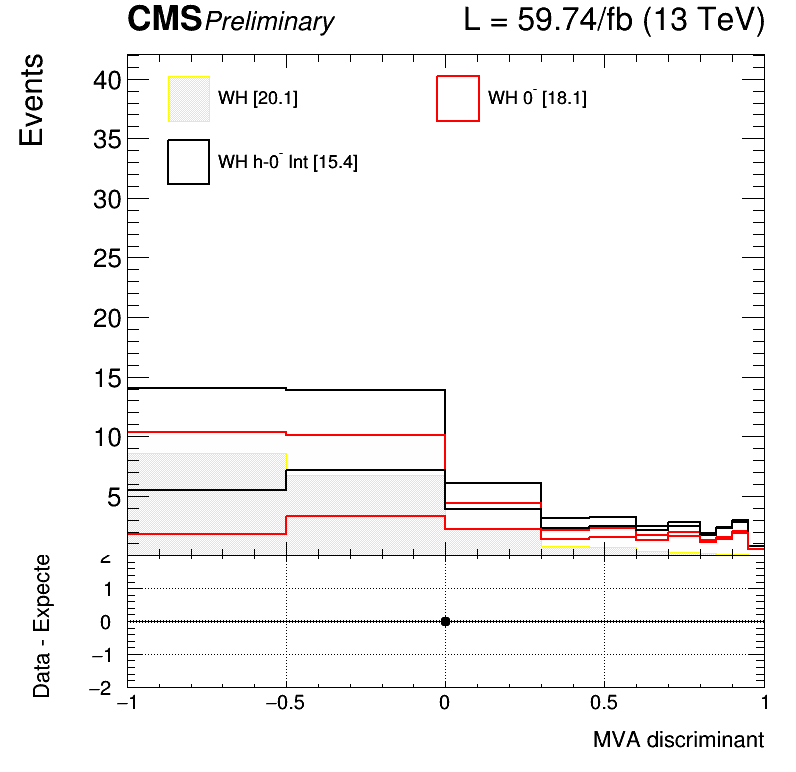 CMS Preliminary L = 59.74/fb (13 TeV)
Events
WH [20.1]
WH 0⁻ [18.1]
WH h-0⁻ Int [15.4]
40
35
30
25
20
15
10
5
Data - Expecte
2
1
0
−1
−2
−1 −0.5 0 0.5 1
MVA discriminant